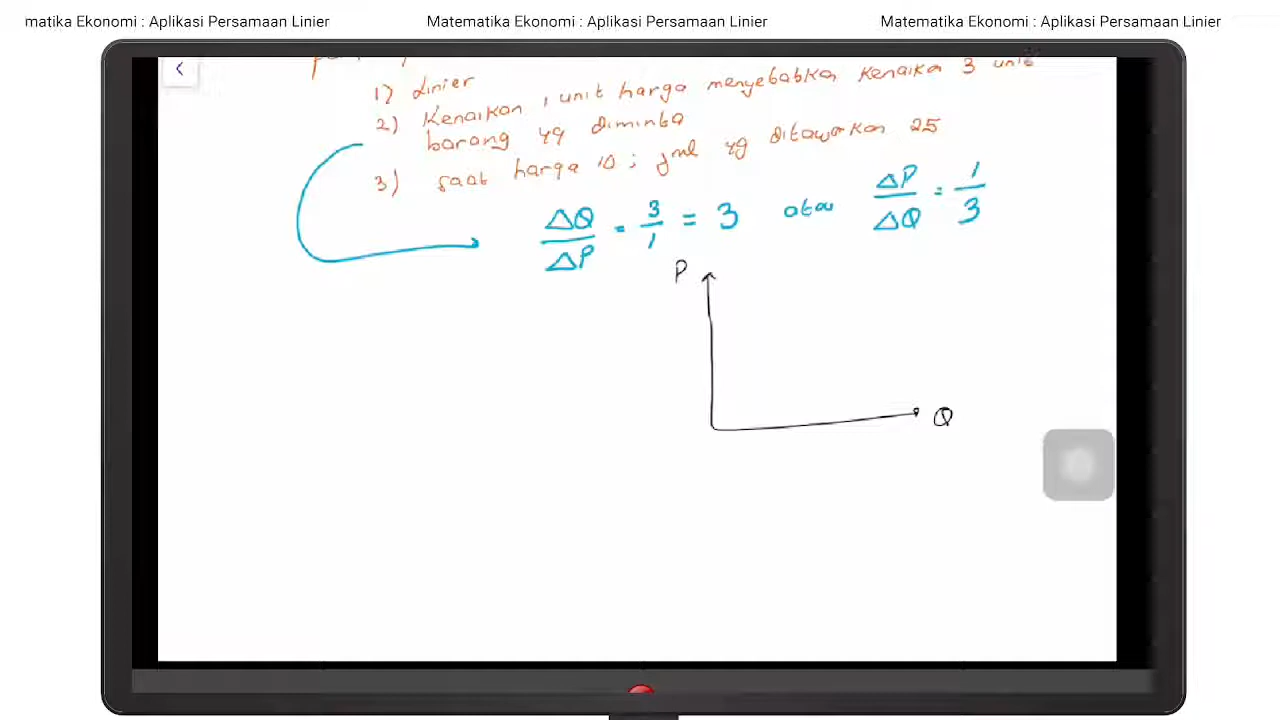 matika Ekonomi : Aplikasi Persamaan Linier Matematika Ekonomi : Aplikasi Persamaan Linier Matematika Ekonomi : Aplikasi Persamaan Linier
1) Linier
2) Kenaikan 1 unit harga menyebabkan kenaika 3 unit
barang yg diminta
3) saat harga 10 ; jml yg ditawarkan 25
ΔQ/ΔP = 3/1 = 3 atau ΔP/ΔQ = 1/3
P
Q